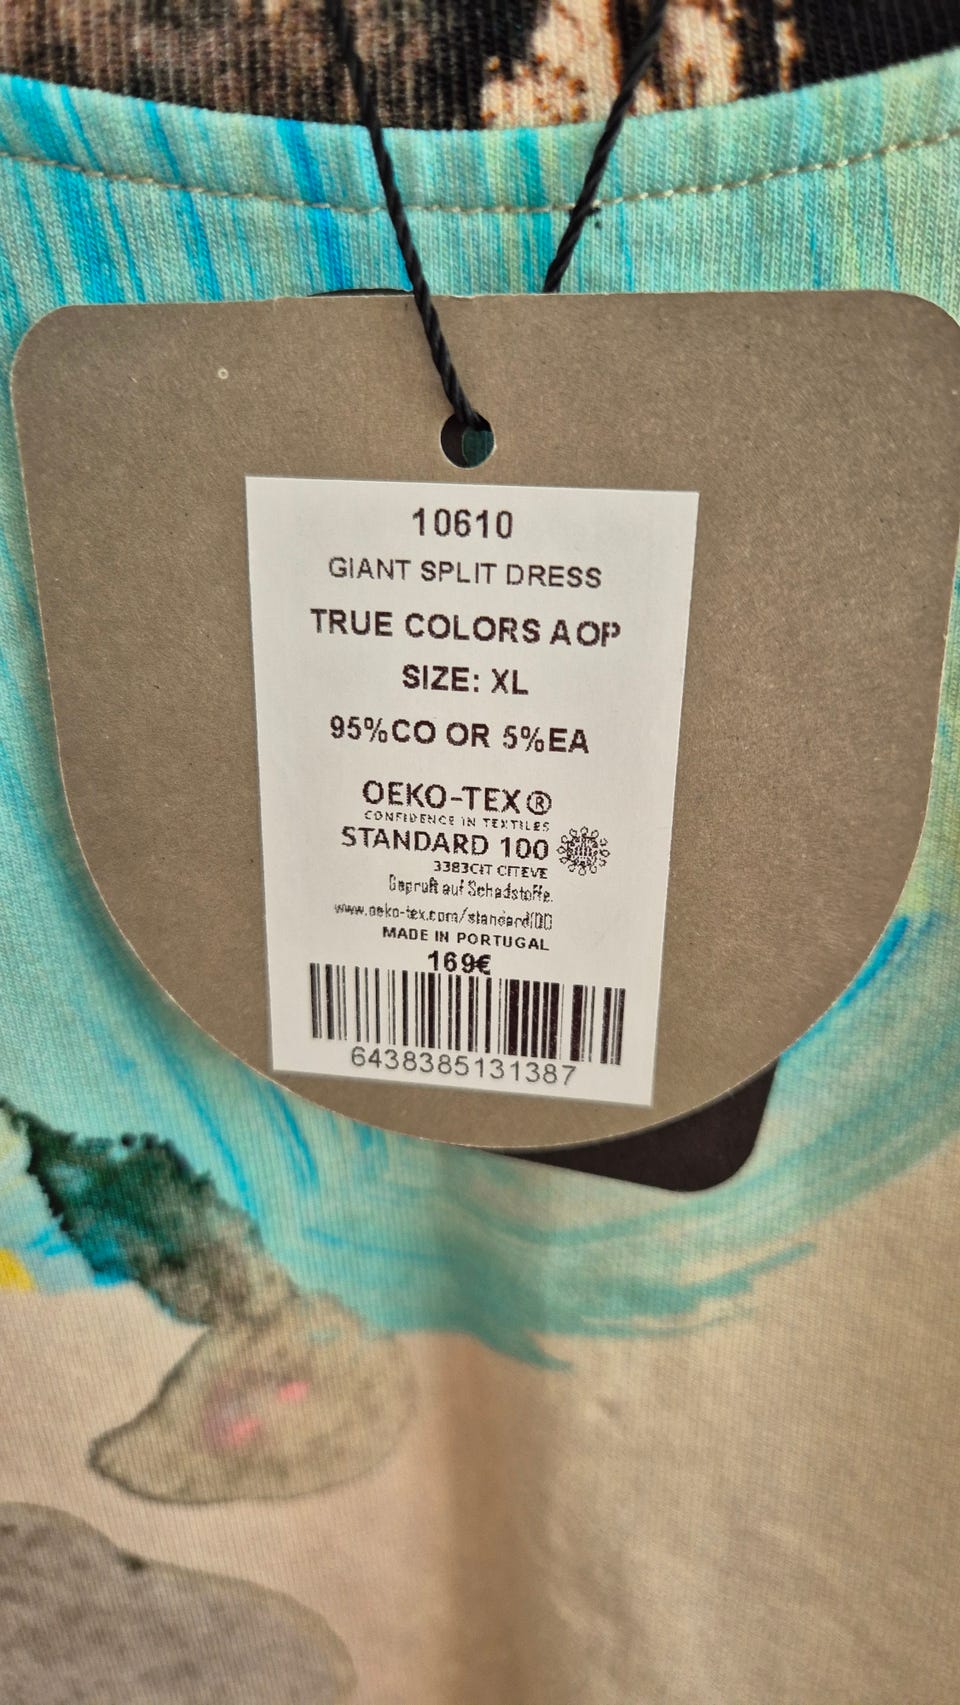 10610
GIANT SPLIT DRESS
TRUE COLORS AOP
SIZE: XL
95%CO OR 5%EA
OEKO-TEX®
CONFIDENCE IN TEXTILES
STANDARD 100
3383CIT CITEVE
Geprüft auf Schadstoffe.
www.oeko-tex.com/standard100
MADE IN PORTUGAL
169€
6438385131387